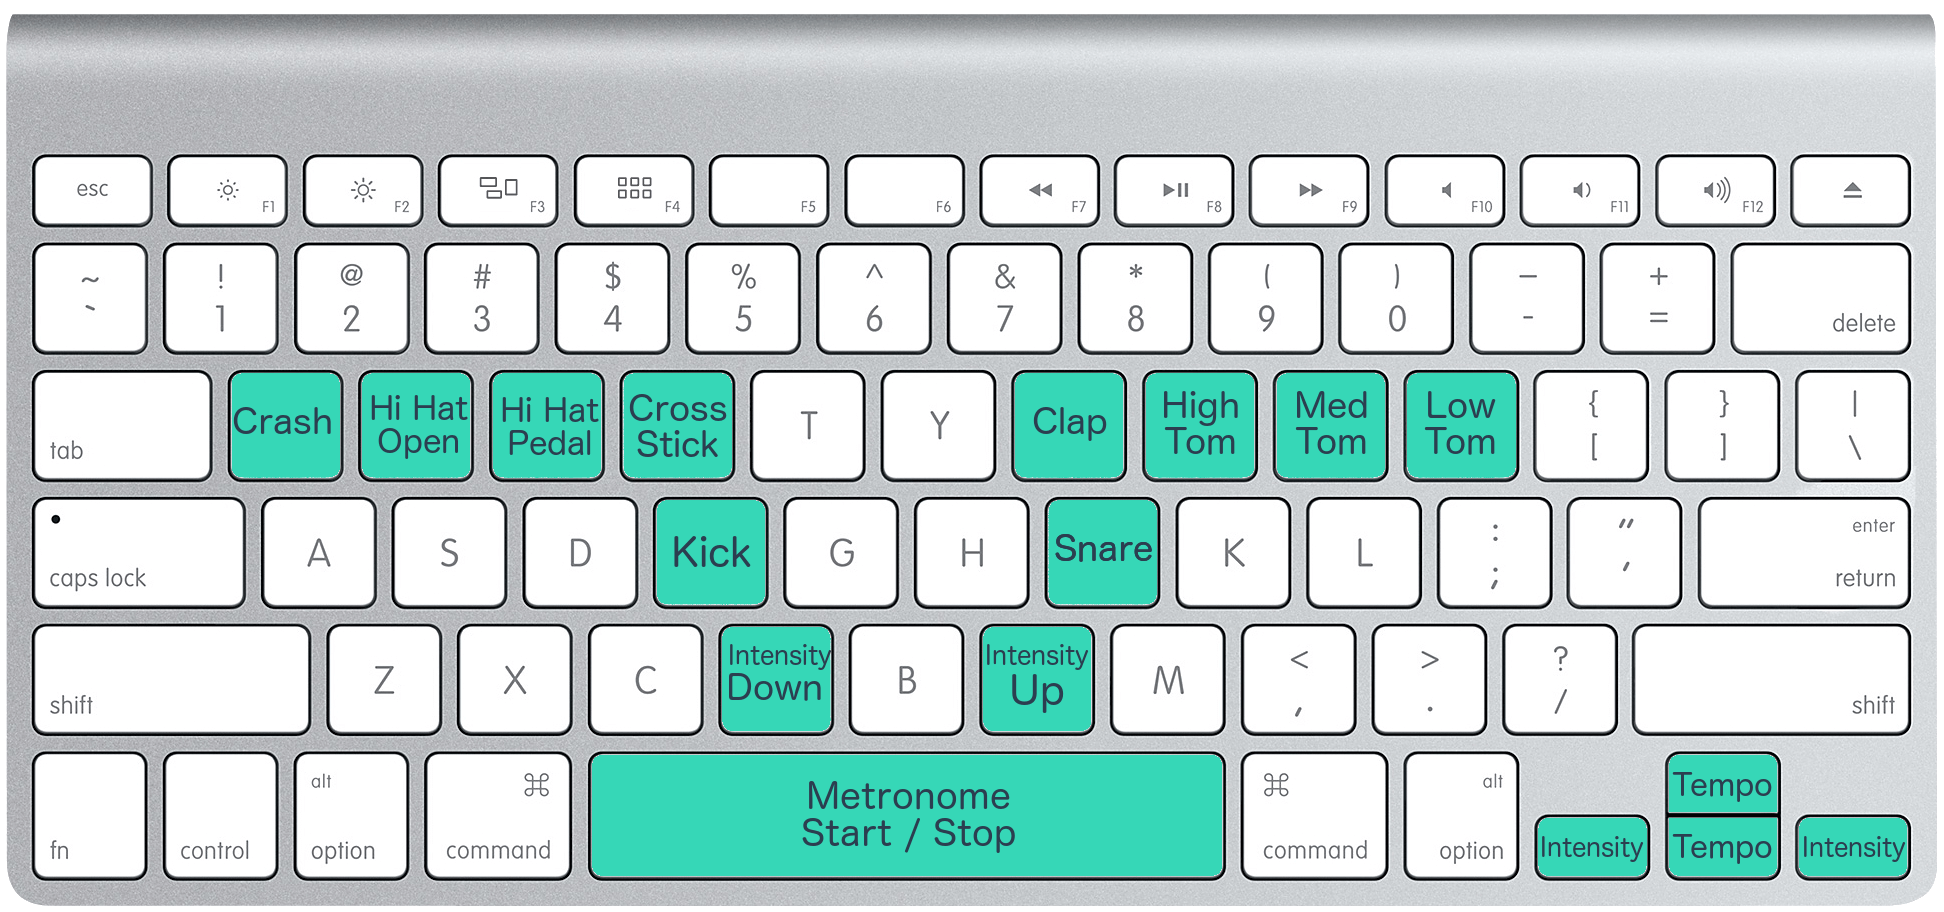 esc F1 F2 F3 F4 F5 F6 F7 F8 F9 F10 F11 F12
~ ! @ # $ % ^ & * ( ) – +
` 1 2 3 4 5 6 7 8 9 0 - = delete
Crash Hi Hat Hi Hat Cross T Y Clap High Med Low { } |
tab Open Pedal Stick Tom Tom Tom [ ] \
caps lock A S D Kick G H Snare K L : ; " ' enter
return
shift Z X C Intensity B Intensity M < > ? shift
Down Up , . /
alt ⌘ Metronome ⌘ alt Tempo
fn control option command Start / Stop command option Intensity Tempo Intensity